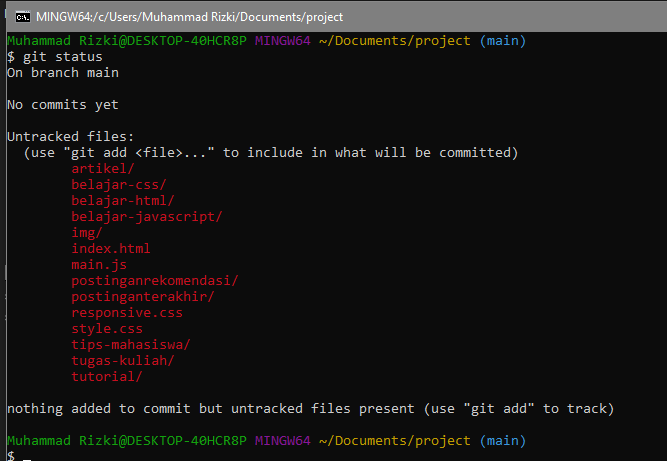 MINGW64:/c/Users/Muhammad Rizki/Documents/project
Muhammad Rizki@DESKTOP-40HCR8P MINGW64 ~/Documents/project (main)
$ git status
On branch main
No commits yet
Untracked files:
(use "git add <file>..." to include in what will be committed)
artikel/
belajar-css/
belajar-html/
belajar-javascript/
img/
index.html
main.js
postinganrekomendasi/
postinganterakhir/
responsive.css
style.css
tips-mahasiswa/
tugas-kuliah/
tutorial/
nothing added to commit but untracked files present (use "git add" to track)
Muhammad Rizki@DESKTOP-40HCR8P MINGW64 ~/Documents/project (main)
$ _